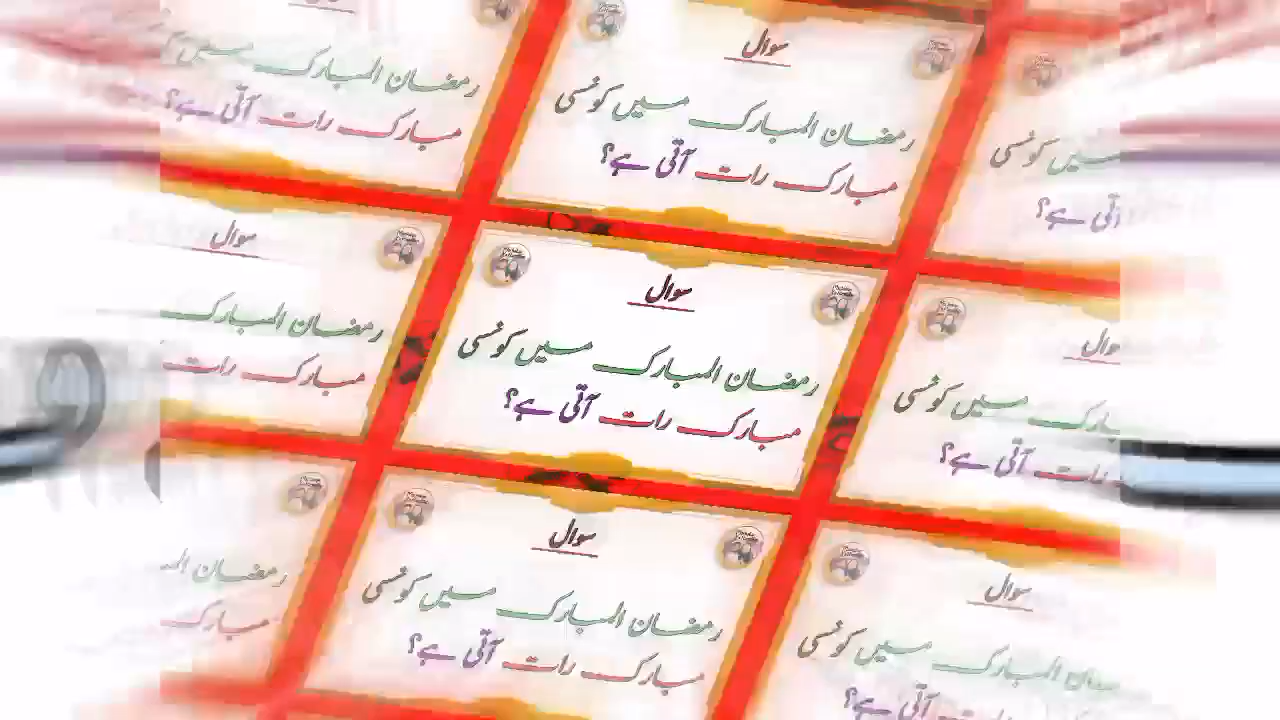 سوال
رمضان المبارک میں کونسی
مبارک رات آتی ہے؟